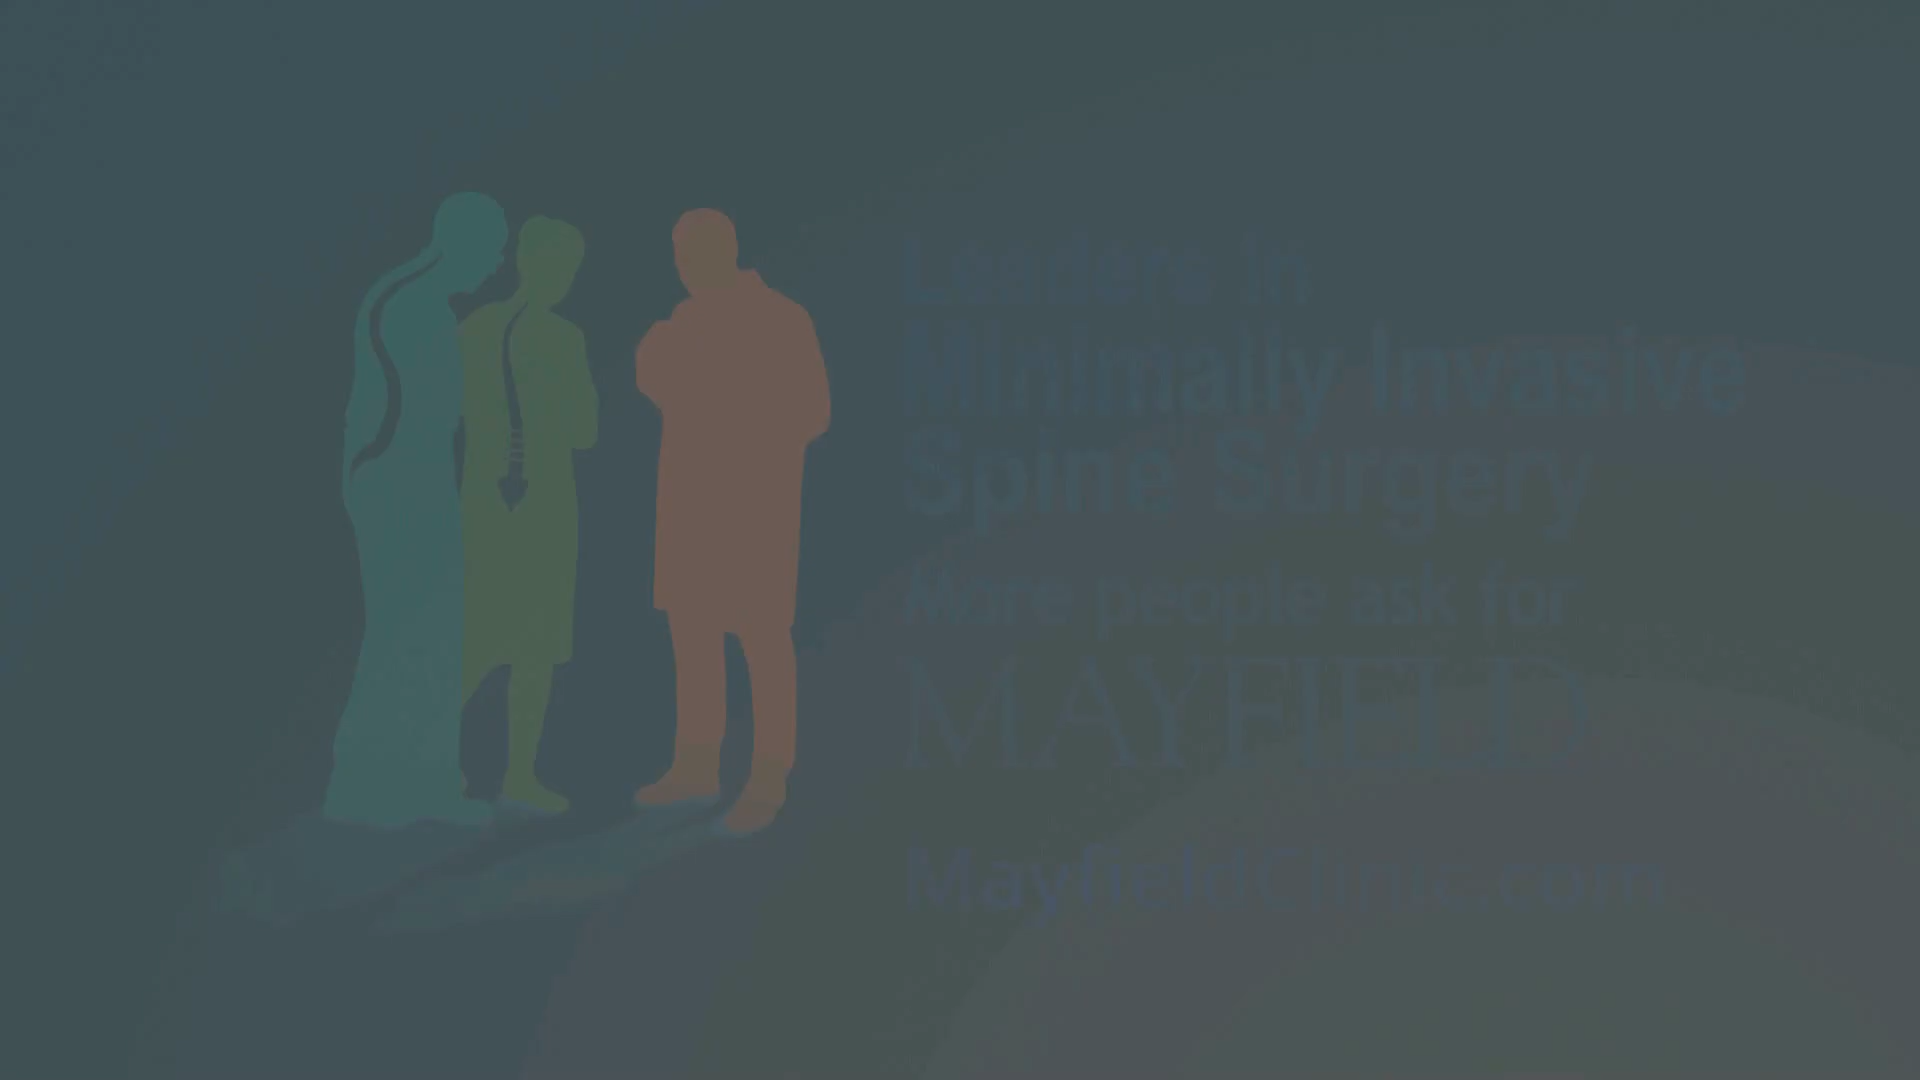 Leaders in
Minimally Invasive
Spine Surgery
More people ask for
MAYFIELD
MayfieldClinic.com